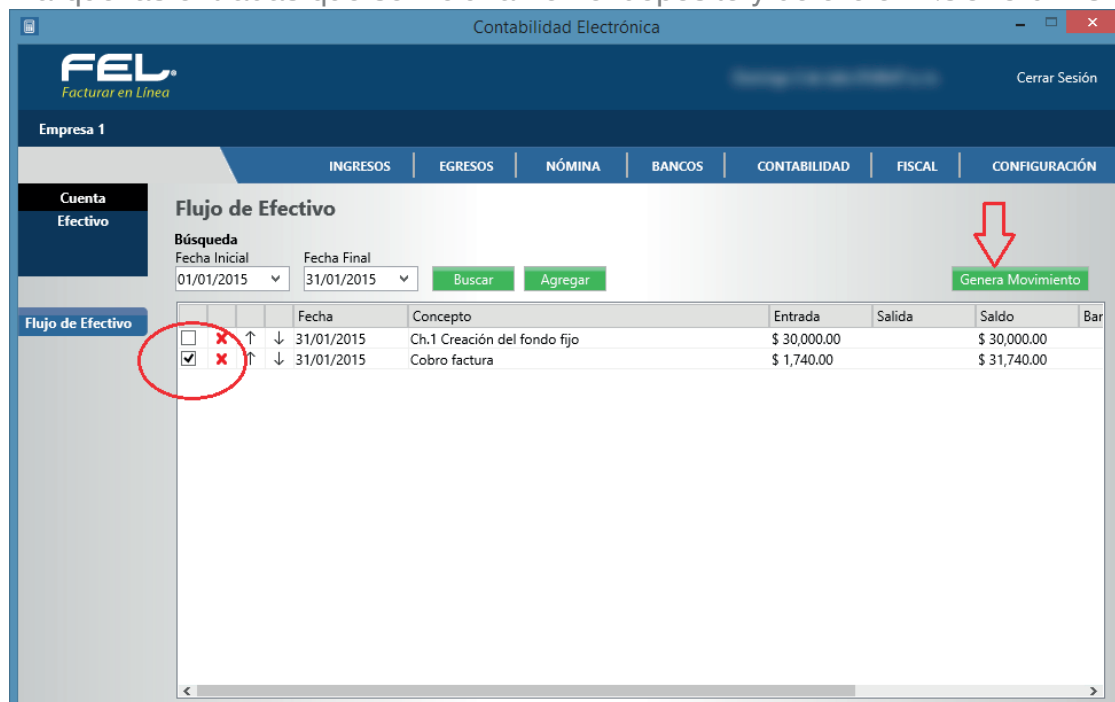 Contabilidad Electrónica
FEL
Facturar en Línea
Cerrar Sesión
Empresa 1
INGRESOS EGRESOS NÓMINA BANCOS CONTABILIDAD FISCAL CONFIGURACIÓN
Cuenta
Efectivo
Flujo de Efectivo
Flujo de Efectivo
Búsqueda
Fecha Inicial Fecha Final
01/01/2015 31/01/2015 Buscar Agregar Genera Movimiento
Fecha Concepto Entrada Salida Saldo Bar
31/01/2015 Ch.1 Creación del fondo fijo $ 30,000.00 $ 30,000.00
31/01/2015 Cobro factura $ 1,740.00 $ 31,740.00